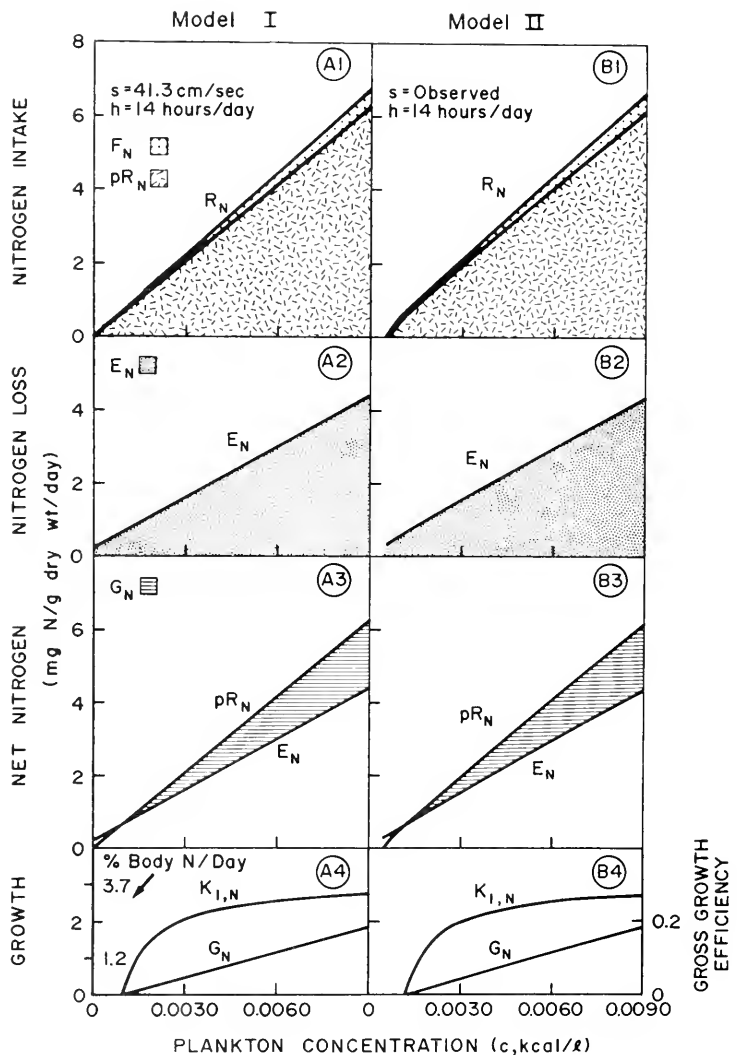 Model I
Model II
8
6
4
2
0
NITROGEN INTAKE
A1
s=41.3 cm/sec
h=14 hours/day
F_N
pR_N
R_N
B1
s=Observed
h=14 hours/day
R_N
4
2
0
NITROGEN LOSS
(mg N/g dry wt/day)
A2
E_N
E_N
B2
E_N
6
4
2
0
NET NITROGEN
A3
G_N
pR_N
E_N
B3
pR_N
E_N
2
0
GROWTH
A4
% Body N/Day
3.7
1.2
K_{1,N}
G_N
B4
K_{1,N}
G_N
0.2
0
GROSS GROWTH
EFFICIENCY
0 0.0030 0.0060 0 0.0030 0.0060 0.0090
PLANKTON CONCENTRATION (c,kcal/ℓ)